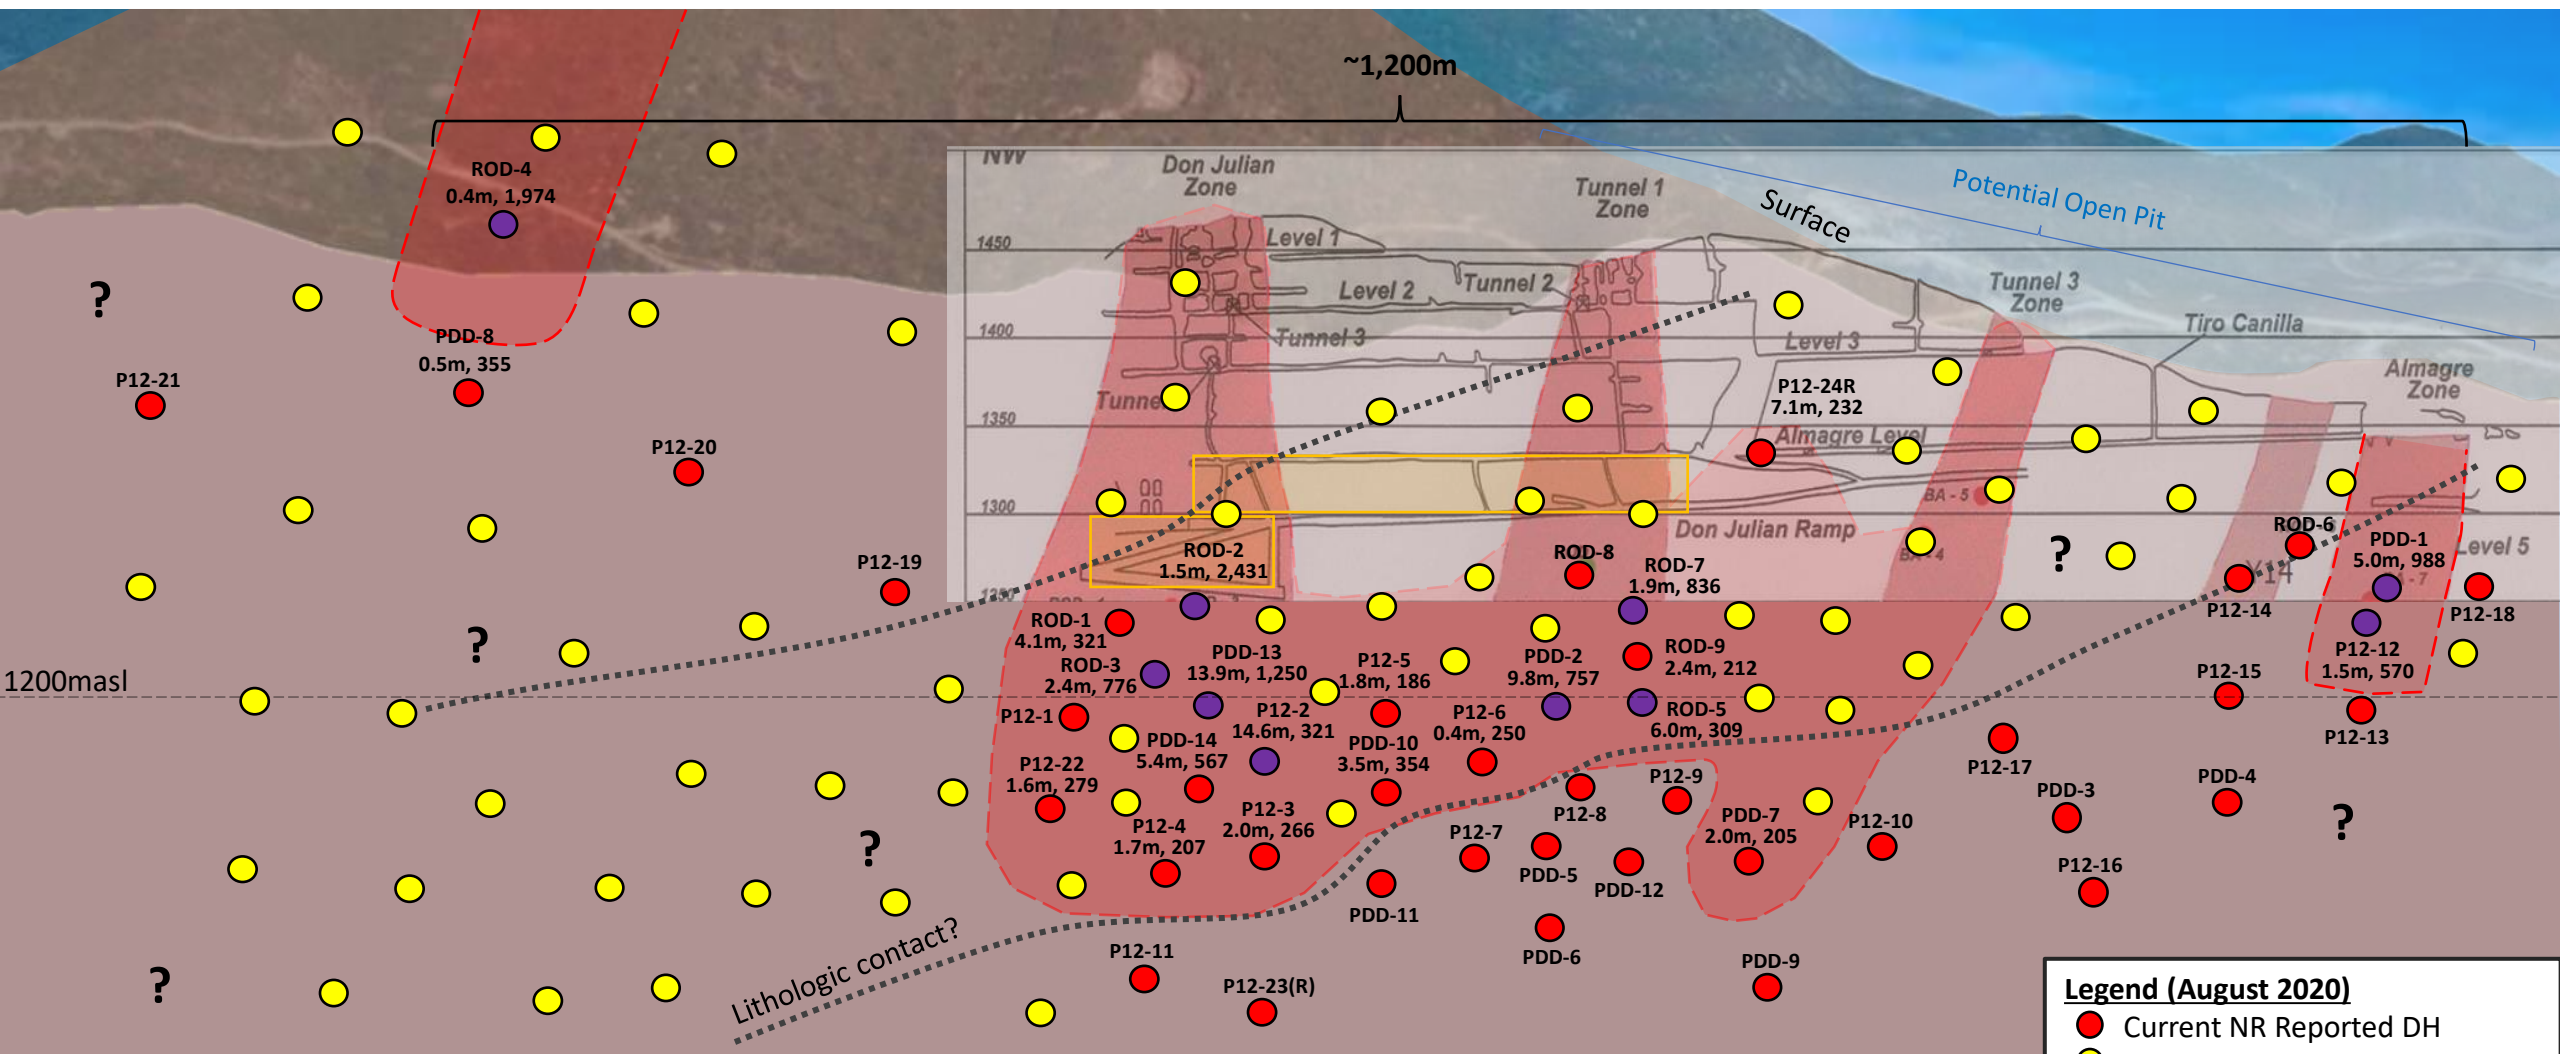 ~1,200m
NW
Don Julian
Zone
Tunnel 1
Zone
Surface
Potential Open Pit
ROD-4
0.4m, 1,974
1450
Level 1
Level 2
Tunnel 2
Tunnel 3
Zone
?
PDD-8
0.5m, 355
1400
Tunnel 3
Level 3
Tiro Canilla
Almagre
Zone
P12-21
P12-24R
7.1m, 232
1350
Almagre Level
P12-20
BA - 5
1300
Don Julian Ramp
ROD-2
1.5m, 2,431
ROD-8
ROD-7
1.9m, 836
?
ROD-6
PDD-1
5.0m, 988
Level 5
P12-19
P12-14
P12-18
ROD-1
4.1m, 321
ROD-3
2.4m, 776
PDD-13
13.9m, 1,250
P12-5
1.8m, 186
PDD-2
9.8m, 757
ROD-9
2.4m, 212
P12-12
1.5m, 570
?
1200masl
P12-15
P12-1
P12-2
14.6m, 321
P12-6
0.4m, 250
ROD-5
6.0m, 309
P12-13
PDD-14
5.4m, 567
PDD-10
3.5m, 354
P12-22
1.6m, 279
P12-17
P12-9
PDD-3
PDD-4
P12-4
1.7m, 207
P12-3
2.0m, 266
P12-8
P12-7
PDD-7
2.0m, 205
P12-10
?
?
PDD-5
PDD-12
P12-16
PDD-11
Lithologic contact?
P12-11
PDD-6
PDD-9
P12-23(R)
?
Legend (August 2020)
Current NR Reported DH